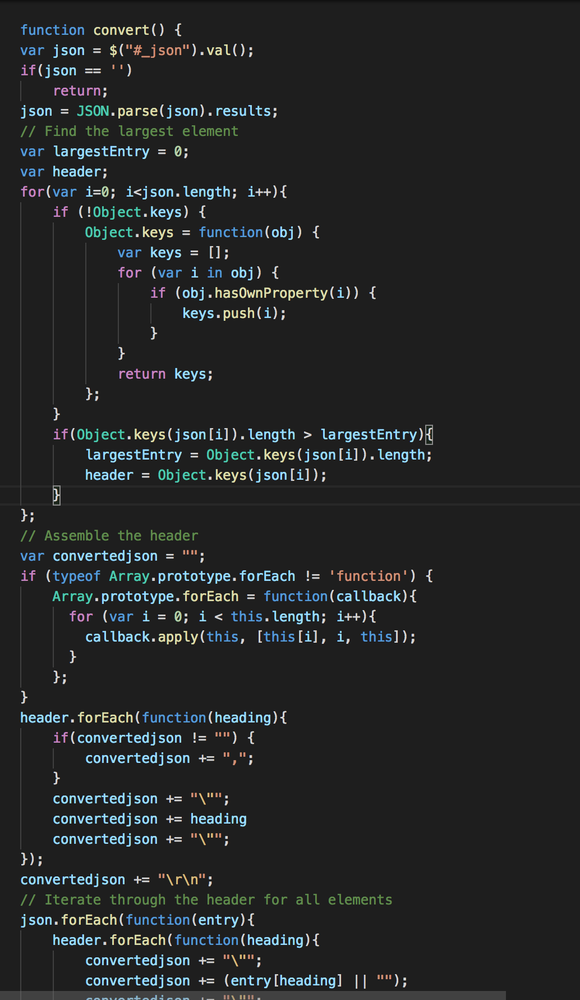 function convert() {
var json = $("#_json").val();
if(json == '')
    return;
json = JSON.parse(json).results;
// Find the largest element
var largestEntry = 0;
var header;
for(var i=0; i<json.length; i++){
    if (!Object.keys) {
        Object.keys = function(obj) {
            var keys = [];
            for (var i in obj) {
                if (obj.hasOwnProperty(i)) {
                    keys.push(i);
                }
            }
            return keys;
        };
    }
    if(Object.keys(json[i]).length > largestEntry){
        largestEntry = Object.keys(json[i]).length;
        header = Object.keys(json[i]);
    }
};
// Assemble the header
var convertedjson = "";
if (typeof Array.prototype.forEach != 'function') {
    Array.prototype.forEach = function(callback){
      for (var i = 0; i < this.length; i++){
        callback.apply(this, [this[i], i, this]);
      }
    };
}
header.forEach(function(heading){
    if(convertedjson != "") {
        convertedjson += ",";
    }
    convertedjson += "\"";
    convertedjson += heading
    convertedjson += "\"";
});
convertedjson += "\r\n";
// Iterate through the header for all elements
json.forEach(function(entry){
    header.forEach(function(heading){
        convertedjson += "\"";
        convertedjson += (entry[heading] || "");
        convertedjson += "\"";